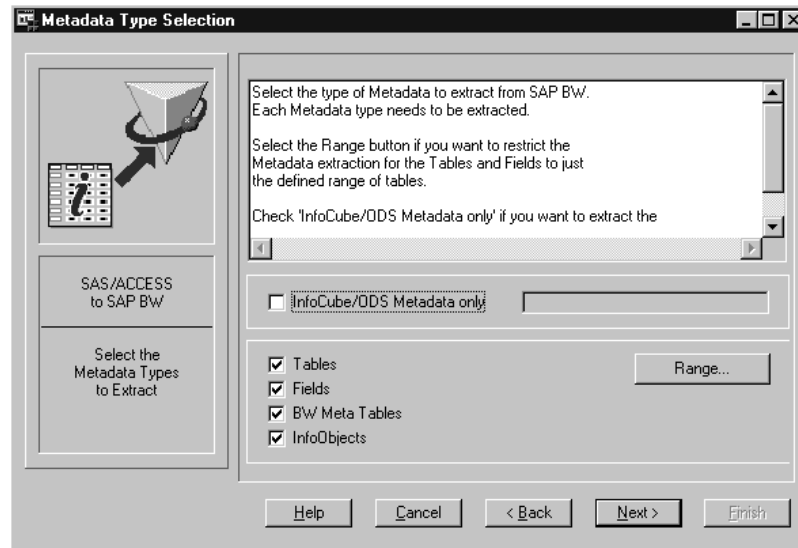 Metadata Type Selection
Select the type of Metadata to extract from SAP BW.
Each Metadata type needs to be extracted.
Select the Range button if you want to restrict the
Metadata extraction for the Tables and Fields to just
the defined range of tables.
Check 'InfoCube/ODS Metadata only' if you want to extract the
SAS/ACCESS
to SAP BW
Select the
Metadata Types
to Extract
InfoCube/ODS Metadata only
Tables
Range...
Fields
BW Meta Tables
InfoObjects
Help
Cancel
< Back
Next >
Finish